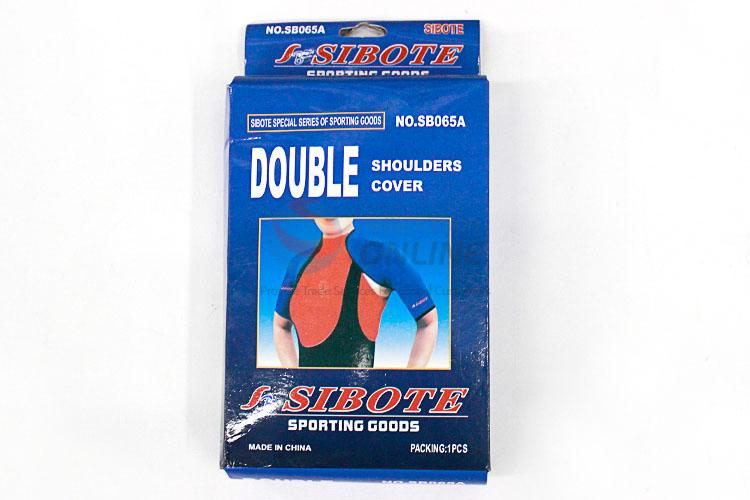 NO.SB065A SIBOTE
SIBOTE
SPORTING GOODS
SIBOTE SPECIAL SERIES OF SPORTING GOODS NO.SB065A
DOUBLE SHOULDERS
COVER
ONLINE
SIBOTE
SPORTING GOODS
MADE IN CHINA PACKING:1PCS